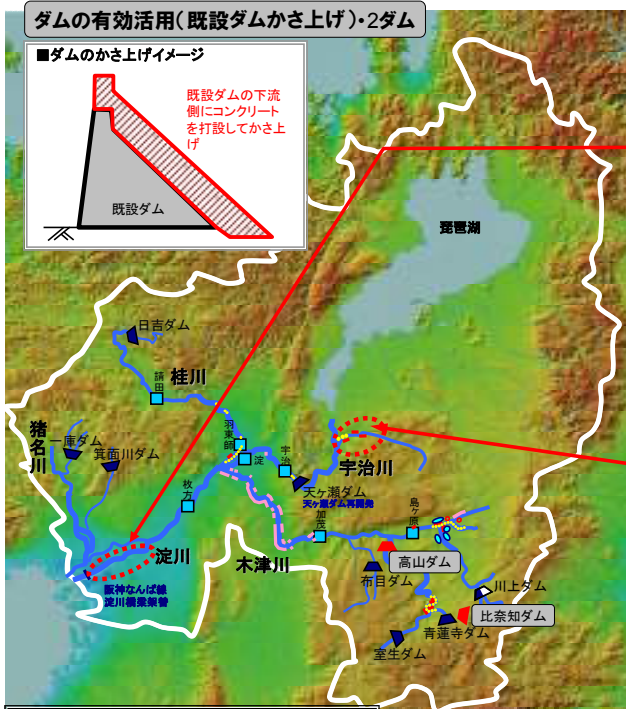 ダムの有効活用(既設ダムかさ上げ)・2ダム
■ダムのかさ上げイメージ
既設ダムの下流
側にコンクリート
を打設してかさ上
げ
既設ダム
琵琶湖
日吉ダム
請田
桂川
羽束師
猪名川
一庫ダム
箕面川ダム
淀
宇治
宇治川
天ヶ瀬ダム
天ヶ瀬ダム再開発
枚方
島ヶ原
加茂
淀川
木津川
高山ダム
布目ダム
川上ダム
阪神なんば線
淀川橋梁架替
比奈知ダム
青蓮寺ダム
室生ダム